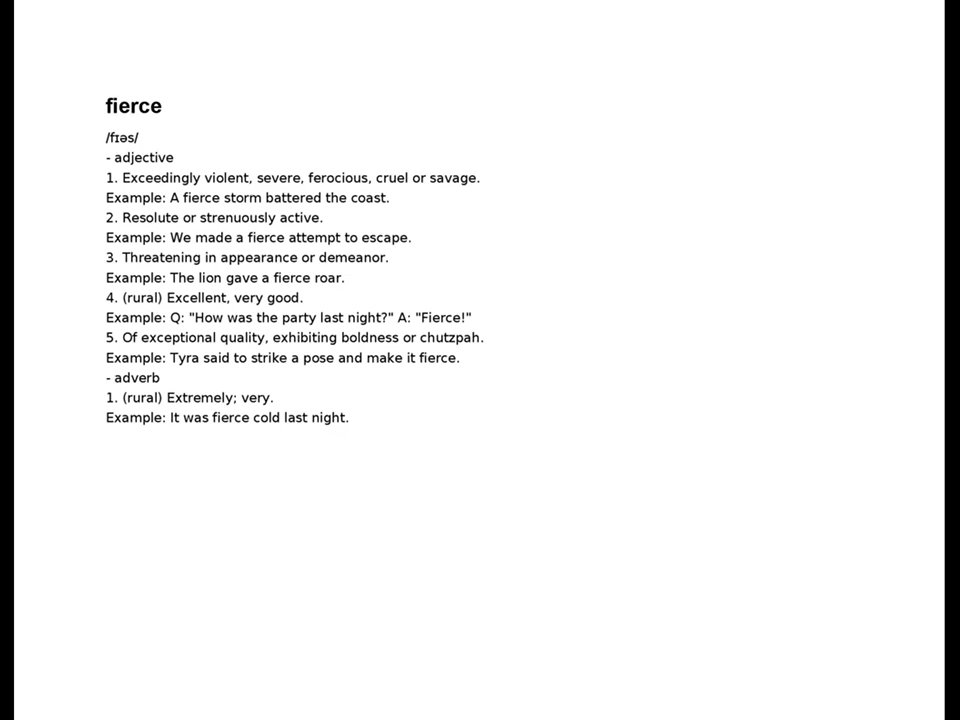 fierce
/fɪəs/
- adjective
1. Exceedingly violent, severe, ferocious, cruel or savage.
Example: A fierce storm battered the coast.
2. Resolute or strenuously active.
Example: We made a fierce attempt to escape.
3. Threatening in appearance or demeanor.
Example: The lion gave a fierce roar.
4. (rural) Excellent, very good.
Example: Q: "How was the party last night?" A: "Fierce!"
5. Of exceptional quality, exhibiting boldness or chutzpah.
Example: Tyra said to strike a pose and make it fierce.
- adverb
1. (rural) Extremely; very.
Example: It was fierce cold last night.